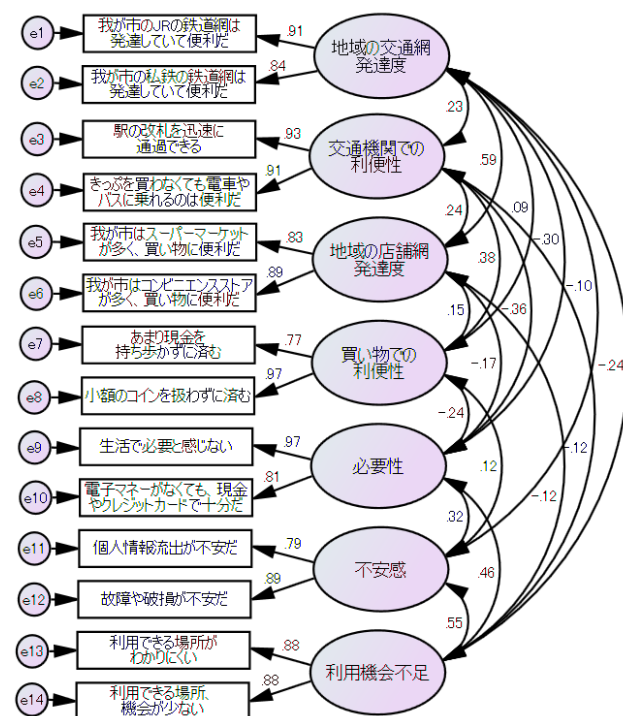 e1
我が市のJRの鉄道網は
発達していて便利だ
.91
地域の交通網
発達度
e2
我が市の私鉄の鉄道網は
発達していて便利だ
.84
.23
e3
駅の改札を迅速に
通過できる
.93
交通機関での
利便性
.59
e4
きっぷを買わなくても電車や
バスに乗れるのは便利だ
.91
.24
.09
e5
我が市はスーパーマーケット
が多く、買い物に便利だ
.83
地域の店舗網
発達度
.38
-.30
e6
我が市はコンビニエンスストア
が多く、買い物に便利だ
.89
.15
-.36
-.10
e7
あまり現金を
持ち歩かずに済む
.77
買い物での
利便性
-.17
-.24
e8
小額のコインを扱わずに済む
.97
-.24
e9
生活で必要と感じない
.97
必要性
.12
-.12
e10
電子マネーがなくても、現金
やクレジットカードで十分だ
.81
.32
-.12
e11
個人情報流出が不安だ
.79
不安感
.46
e12
故障や破損が不安だ
.89
.55
e13
利用できる場所が
わかりにくい
.88
利用機会不足
e14
利用できる場所、
機会が少ない
.88